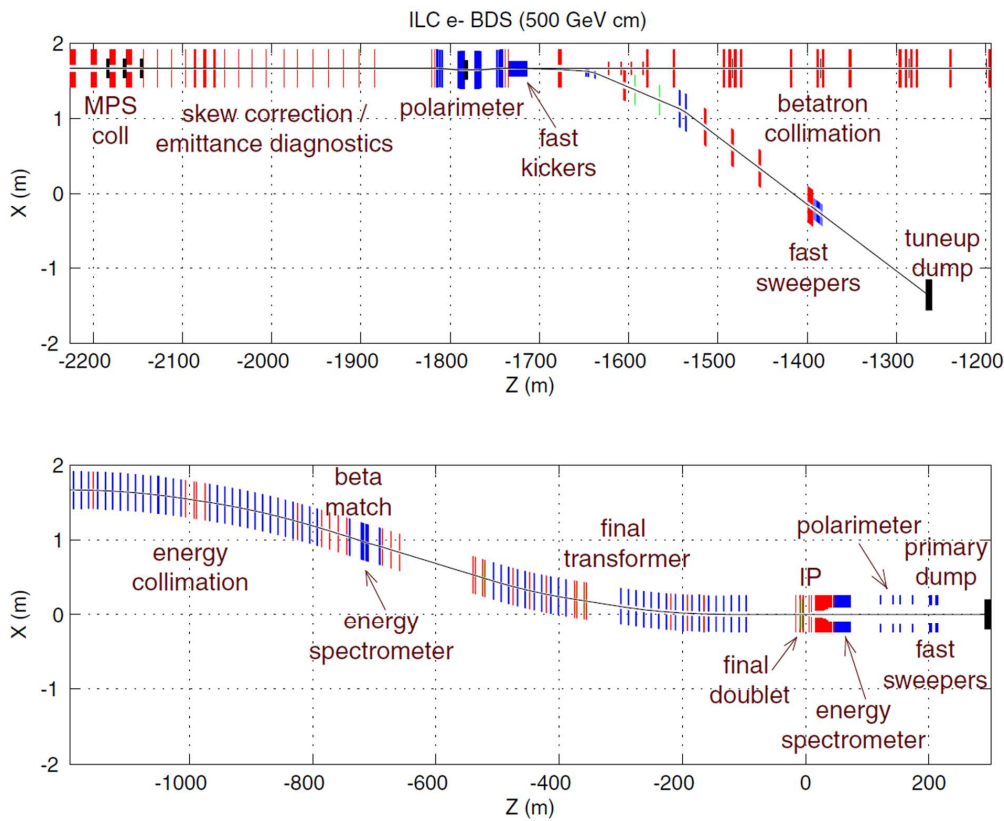 ILC e- BDS (500 GeV cm)
2
1
0
-1
-2
X (m)
MPS
coll
skew correction /
emittance diagnostics
polarimeter
fast
kickers
betatron
collimation
fast
sweepers
tuneup
dump
-2200 -2100 -2000 -1900 -1800 -1700 -1600 -1500 -1400 -1300 -1200
Z (m)
2
1
0
-1
-2
X (m)
energy
collimation
beta
match
energy
spectrometer
final
transformer
IP
polarimeter
primary
dump
final
doublet
energy
spectrometer
fast
sweepers
-1000 -800 -600 -400 -200 0 200
Z (m)